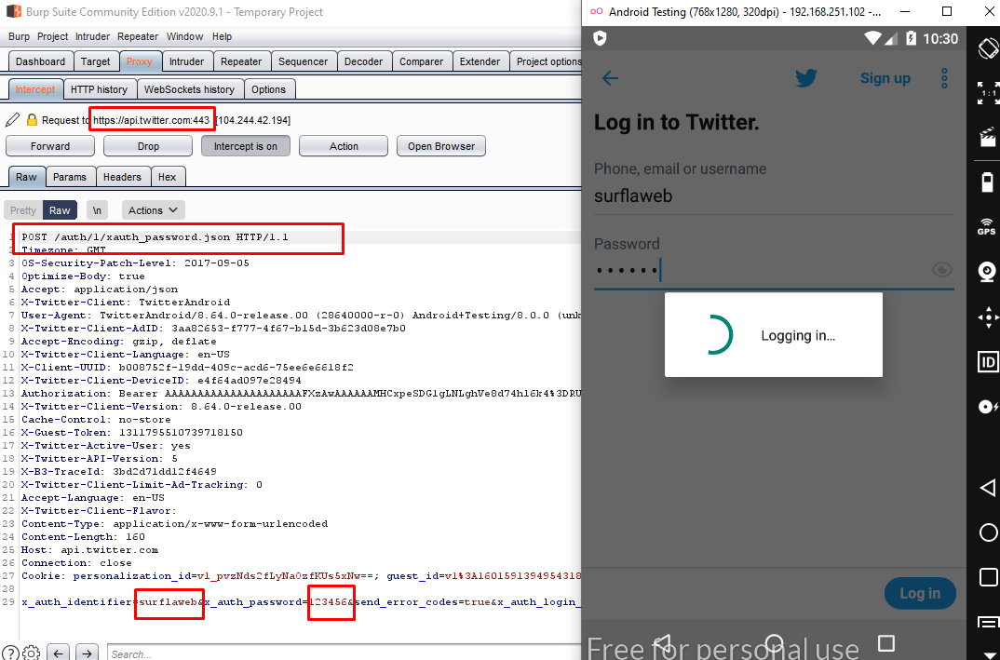 Burp Suite Community Edition v2020.9.1 - Temporary Project
Burp Project Intruder Repeater Window Help
Dashboard Target Proxy Intruder Repeater Sequencer Decoder Comparer Extender Project options
Intercept HTTP history WebSockets history Options
Request to https://api.twitter.com:443 [104.244.42.194]
Forward Drop Intercept is on Action Open Browser
Raw Params Headers Hex
Pretty Raw \n Actions
1 POST /auth/1/xauth_password.json HTTP/1.1
2 Timezone: GMT
3 OS-Security-Patch-Level: 2017-09-05
4 Optimize-Body: true
5 Accept: application/json
6 X-Twitter-Client: TwitterAndroid
7 User-Agent: TwitterAndroid/8.64.0-release.00 (28640000-r-0) Android+Testing/8.0.0 (unk
8 X-Twitter-Client-AdID: 3aa82653-f777-4f67-b15d-3b623d08e7b0
9 Accept-Encoding: gzip, deflate
10 X-Twitter-Client-Language: en-US
11 X-Client-UUID: b008752f-19dd-409c-acd6-75ee6e6618f2
12 X-Twitter-Client-DeviceID: e4f64ad097e28494
13 Authorization: Bearer AAAAAAAAAAAAAAAAAAAAAFXzAwAAAAAAMHCxpeSDG1gLNLghVe8d74hl6k4%3DRU
14 X-Twitter-Client-Version: 8.64.0-release.00
15 Cache-Control: no-store
16 X-Guest-Token: 1311795510739718150
17 X-Twitter-Active-User: yes
18 X-Twitter-API-Version: 5
19 X-B3-TraceId: 3bd2d71dd12f4649
20 X-Twitter-Client-Limit-Ad-Tracking: 0
21 Accept-Language: en-US
22 X-Twitter-Client-Flavor:
23 Content-Type: application/x-www-form-urlencoded
24 Content-Length: 160
25 Host: api.twitter.com
26 Connection: close
27 Cookie: personalization_id=v1_pvzNds2fLyNa0zfKUs5xNw==; guest_id=v1%3A1601591394954318
28
29 x_auth_identifier=surflaweb&x_auth_password=123456&send_error_codes=true&x_auth_login_
Search...
Android Testing (768x1280, 320dpi) - 192.168.251.102 -...
10:30
Sign up
Log in to Twitter.
Phone, email or username
surflaweb
Password
••••••
Logging in...
Log in
Free for personal use
1:1
GPS
ID